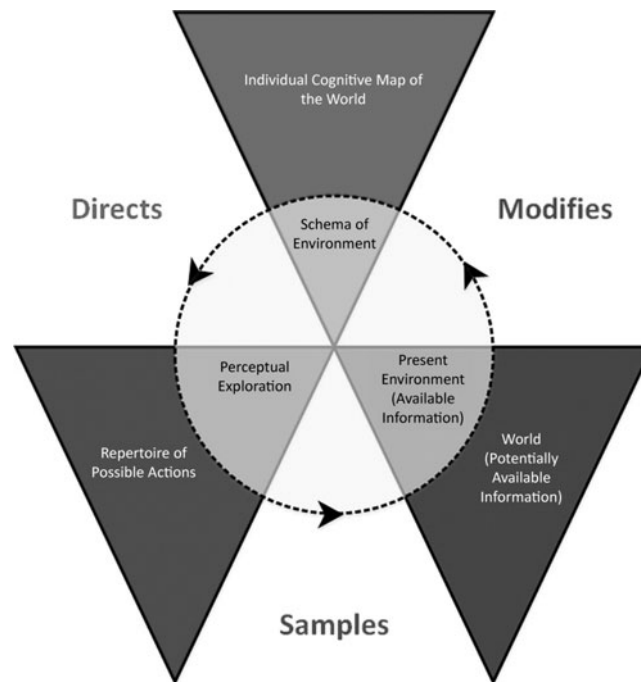 Individual Cognitive Map of
the World
Directs
Modifies
Schema of
Environment
Perceptual
Exploration
Present
Environment
(Available
Information)
Repertoire of
Possible Actions
World
(Potentially
Available
Information)
Samples